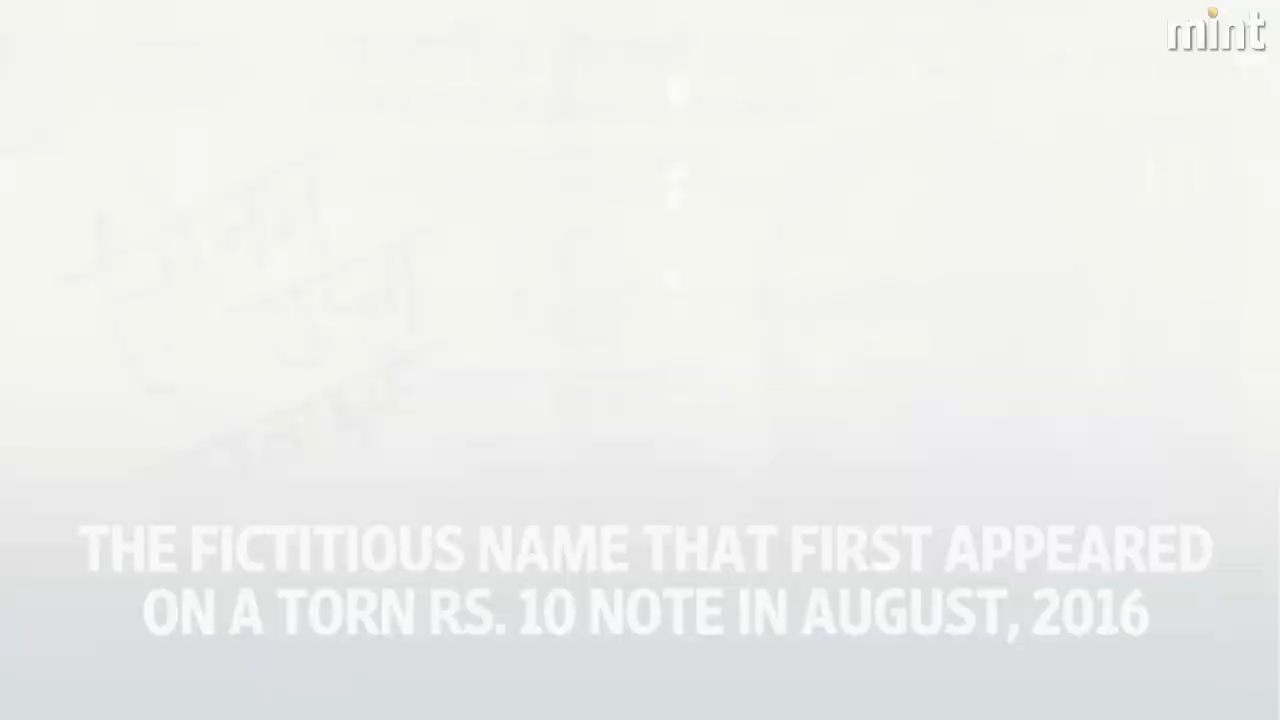 mint
THE FICTITIOUS NAME THAT FIRST APPEARED
ON A TORN RS. 10 NOTE IN AUGUST, 2016